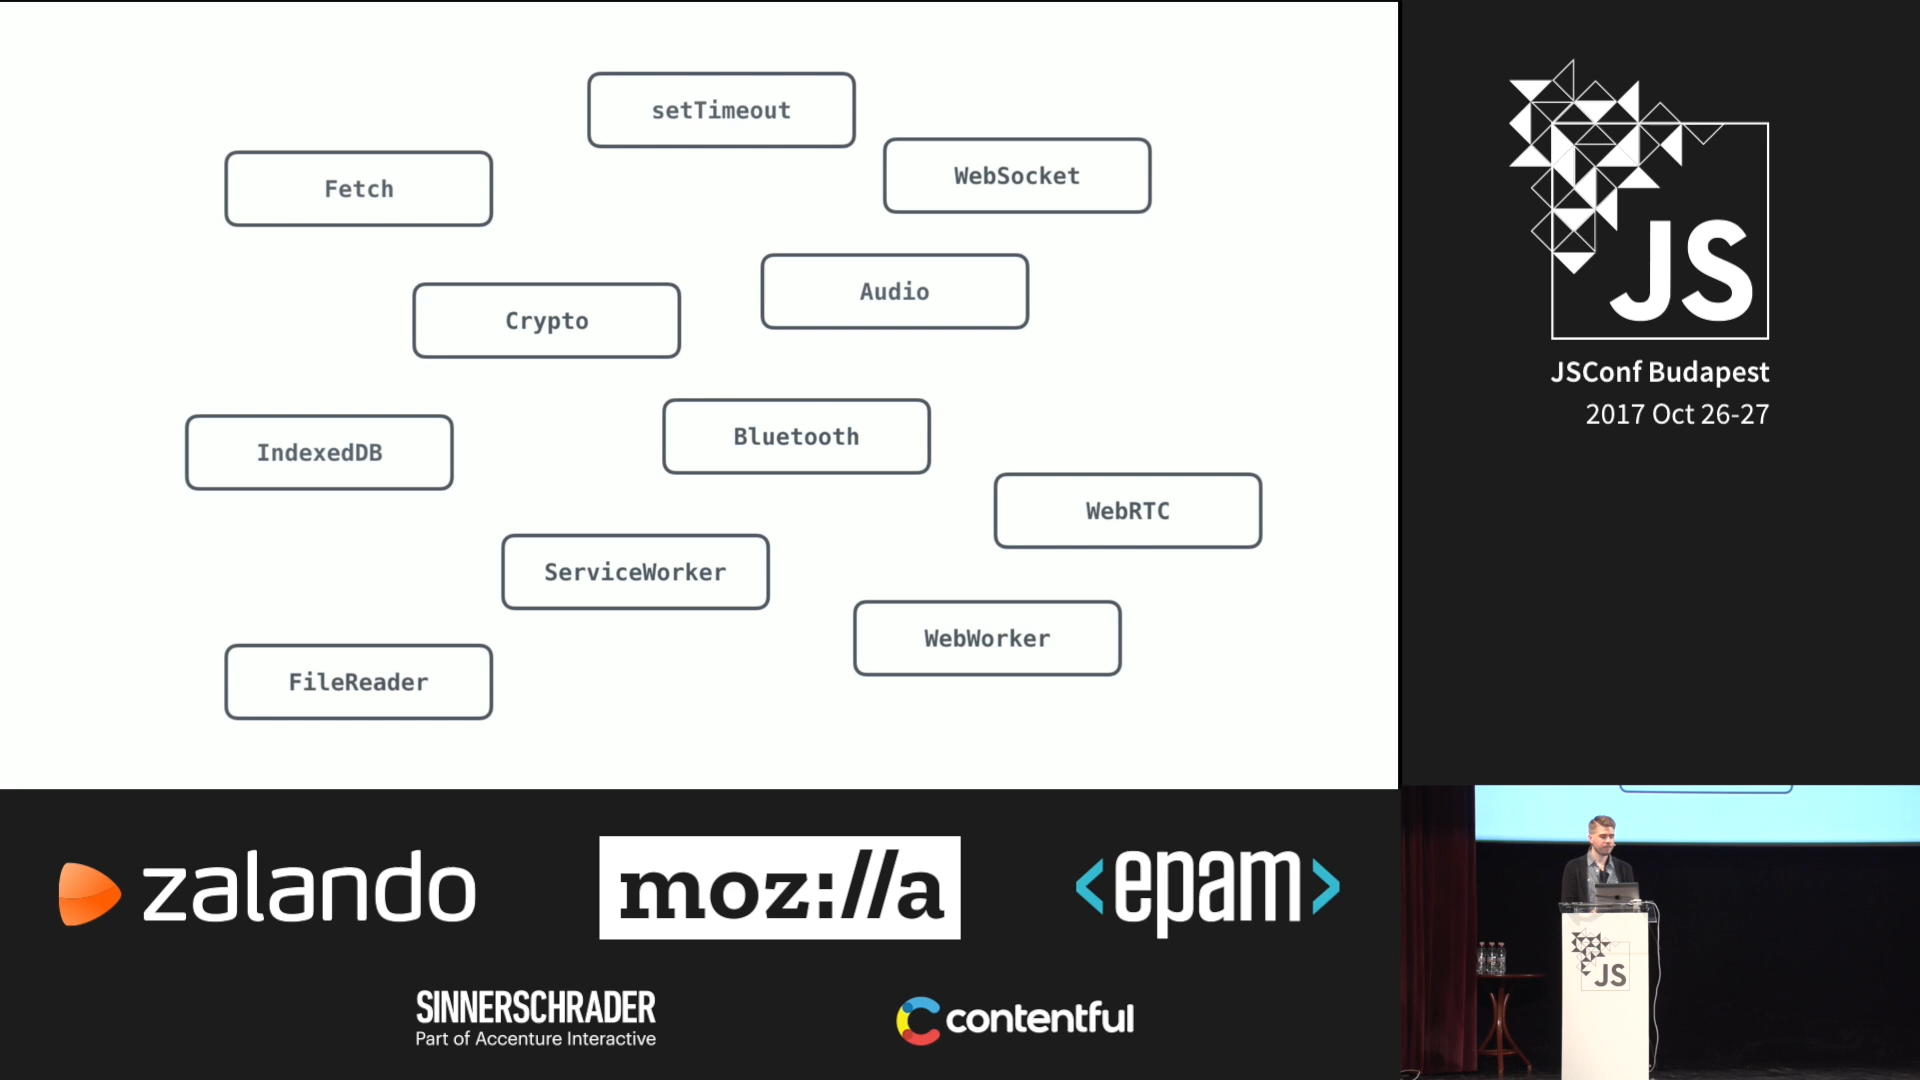 setTimeout
WebSocket
Fetch
Audio
Crypto
Bluetooth
IndexedDB
WebRTC
ServiceWorker
WebWorker
FileReader
JS
JSConf Budapest
2017 Oct 26-27
zalando
moz://a
<epam>
SINNERSCHRADER
Part of Accenture Interactive
contentful
JS